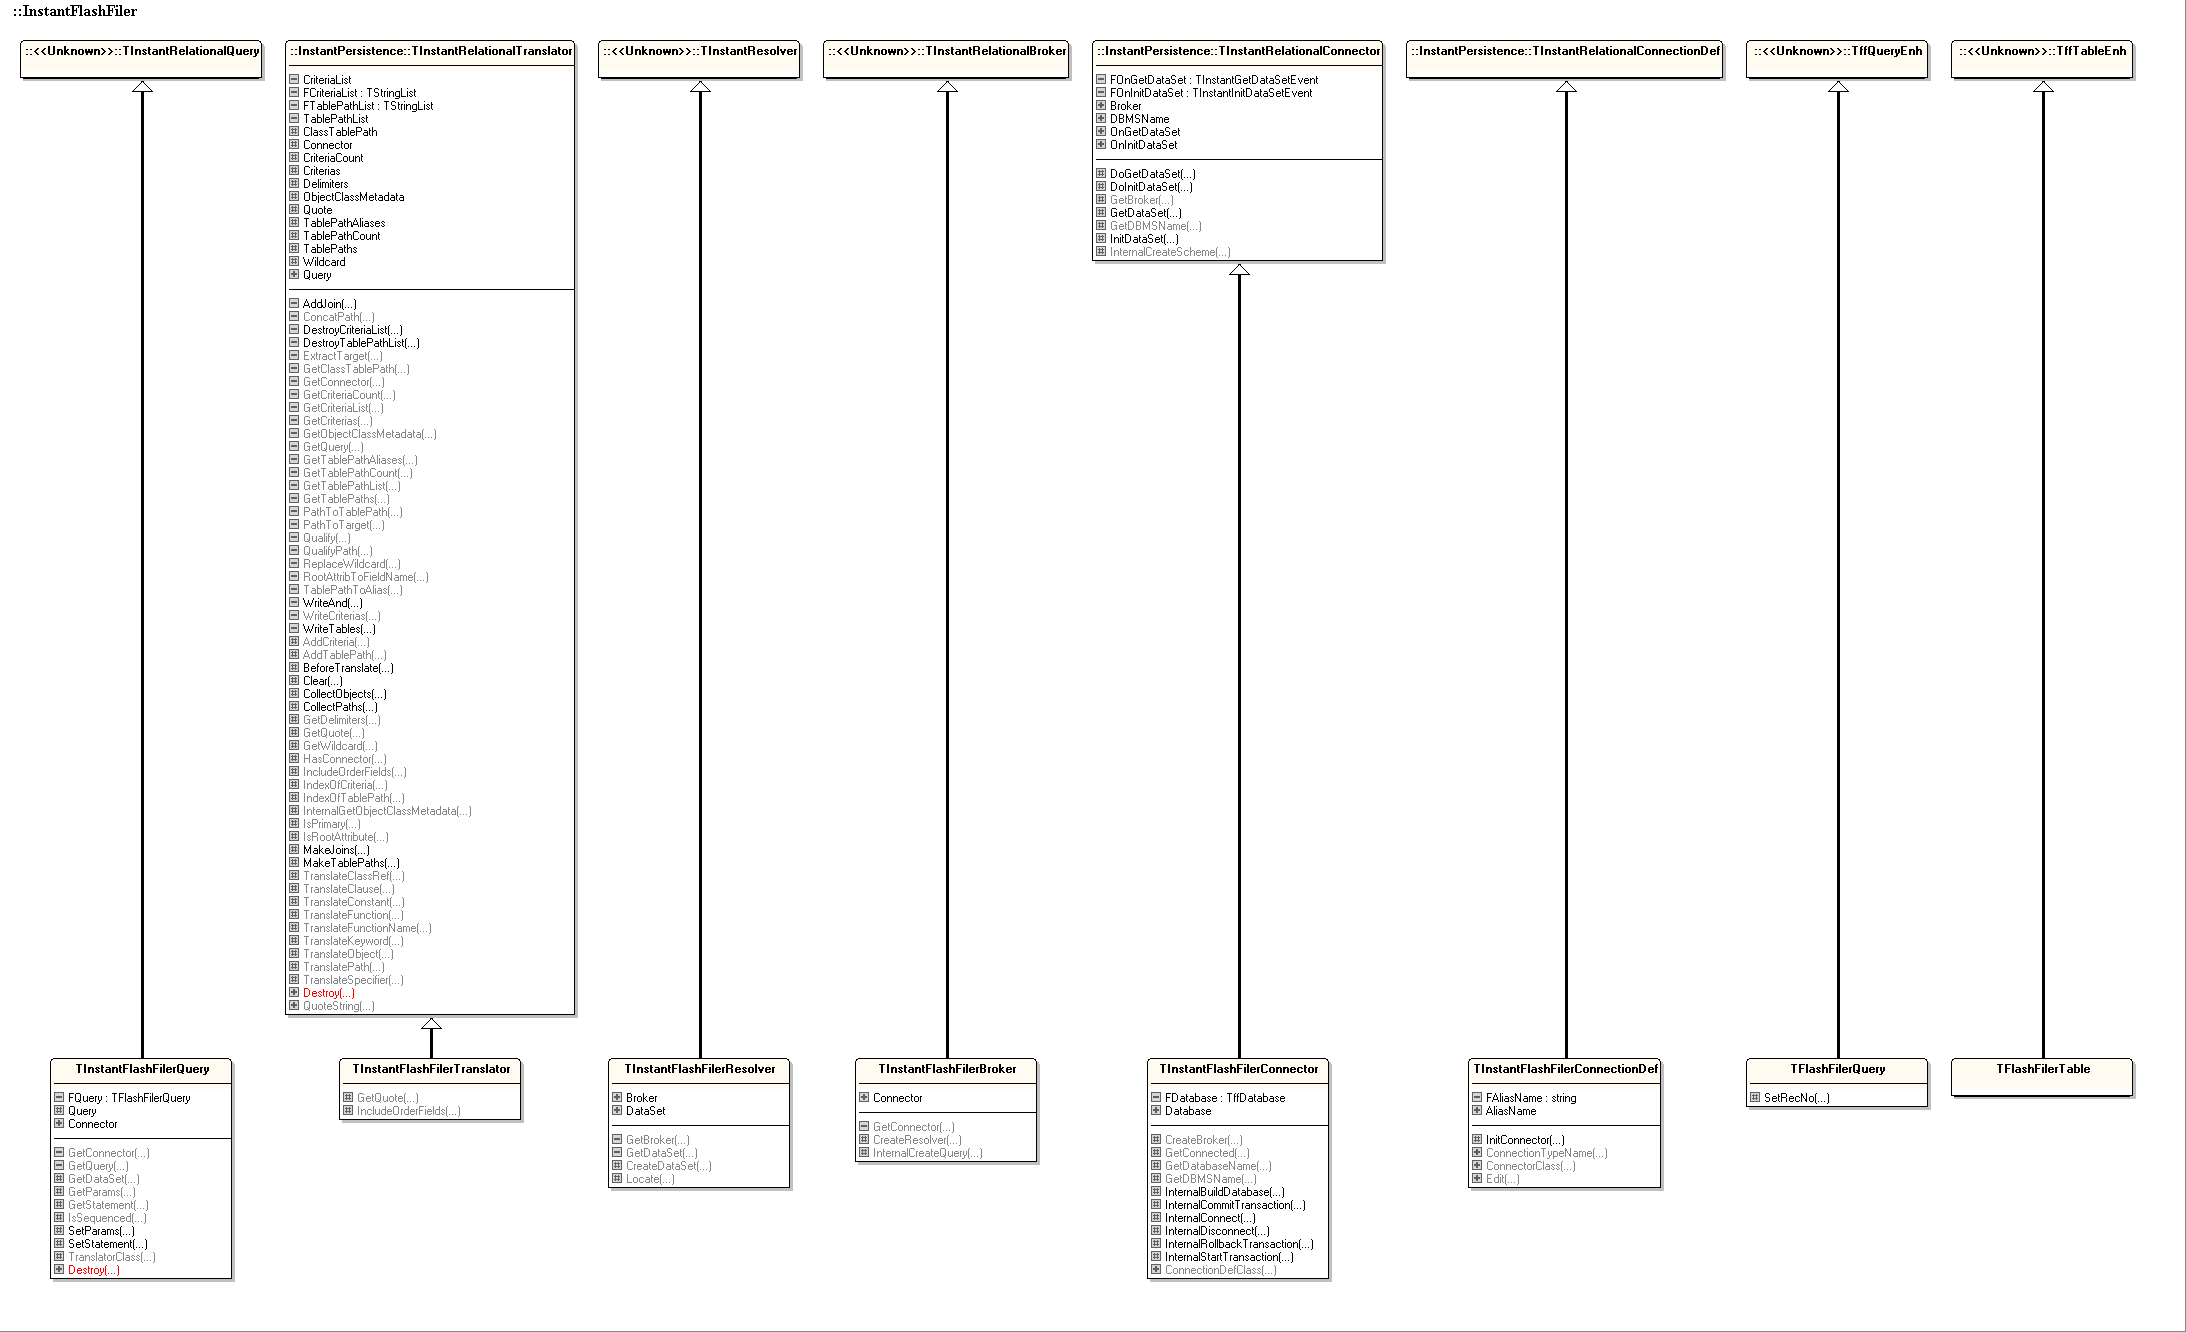 ::InstantFlashFiler
::<<Unknown>>::TInstantRelationalQuery
::InstantPersistence::TInstantRelationalTranslator
CriteriaList
FCriteriaList : TStringList
FTablePathList : TStringList
TablePathList
ClassTablePath
Connector
CriteriaCount
Criterias
Delimiters
ObjectClassMetadata
Quote
TablePathAliases
TablePathCount
TablePaths
Wildcard
Query
AddJoin(...)
ConcatPath(...)
DestroyCriteriaList(...)
DestroyTablePathList(...)
ExtractTarget(...)
GetClassTablePath(...)
GetConnector(...)
GetCriteriaCount(...)
GetCriteriaList(...)
GetCriterias(...)
GetObjectClassMetadata(...)
GetQuery(...)
GetTablePathAliases(...)
GetTablePathCount(...)
GetTablePathList(...)
GetTablePaths(...)
PathToTablePath(...)
PathToTarget(...)
Qualify(...)
QualifyPath(...)
ReplaceWildcard(...)
RootAttribToFieldName(...)
TablePathToAlias(...)
WriteAnd(...)
WriteCriterias(...)
WriteTables(...)
AddCriteria(...)
AddTablePath(...)
BeforeTranslate(...)
Clear(...)
CollectObjects(...)
CollectPaths(...)
GetDelimiters(...)
GetQuote(...)
GetWildcard(...)
HasConnector(...)
IncludeOrderFields(...)
IndexOfCriteria(...)
IndexOfTablePath(...)
InternalGetObjectClassMetadata(...)
IsPrimary(...)
IsRootAttribute(...)
MakeJoins(...)
MakeTablePaths(...)
TranslateClassRef(...)
TranslateClause(...)
TranslateConstant(...)
TranslateFunction(...)
TranslateFunctionName(...)
TranslateKeyword(...)
TranslateObject(...)
TranslatePath(...)
TranslateSpecifier(...)
Destroy(...)
QuoteString(...)
::<<Unknown>>::TInstantResolver
::<<Unknown>>::TInstantRelationalBroker
::InstantPersistence::TInstantRelationalConnector
FOnGetDataSet : TInstantGetDataSetEvent
FOnInitDataSet : TInstantInitDataSetEvent
Broker
DBMSName
OnGetDataSet
OnInitDataSet
DoGetDataSet(...)
DoInitDataSet(...)
GetBroker(...)
GetDataSet(...)
GetDBMSName(...)
InitDataSet(...)
InternalCreateScheme(...)
::InstantPersistence::TInstantRelationalConnectionDef
::<<Unknown>>::TffQueryEnh
::<<Unknown>>::TffTableEnh
TInstantFlashFilerQuery
FQuery : TFlashFilerQuery
Query
Connector
GetConnector(...)
GetQuery(...)
GetDataSet(...)
GetParams(...)
GetStatement(...)
IsSequenced(...)
SetParams(...)
SetStatement(...)
TranslatorClass(...)
Destroy(...)
TInstantFlashFilerTranslator
GetQuote(...)
IncludeOrderFields(...)
TInstantFlashFilerResolver
Broker
DataSet
GetBroker(...)
GetDataSet(...)
CreateDataSet(...)
Locate(...)
TInstantFlashFilerBroker
Connector
GetConnector(...)
CreateResolver(...)
InternalCreateQuery(...)
TInstantFlashFilerConnector
FDatabase : TffDatabase
Database
CreateBroker(...)
GetConnected(...)
GetDatabaseName(...)
GetDBMSName(...)
InternalBuildDatabase(...)
InternalCommitTransaction(...)
InternalConnect(...)
InternalDisconnect(...)
InternalRollbackTransaction(...)
InternalStartTransaction(...)
ConnectionDefClass(...)
TInstantFlashFilerConnectionDef
FAliasName : string
AliasName
InitConnector(...)
ConnectionTypeName(...)
ConnectorClass(...)
Edit(...)
TFlashFilerQuery
SetRecNo(...)
TFlashFilerTable